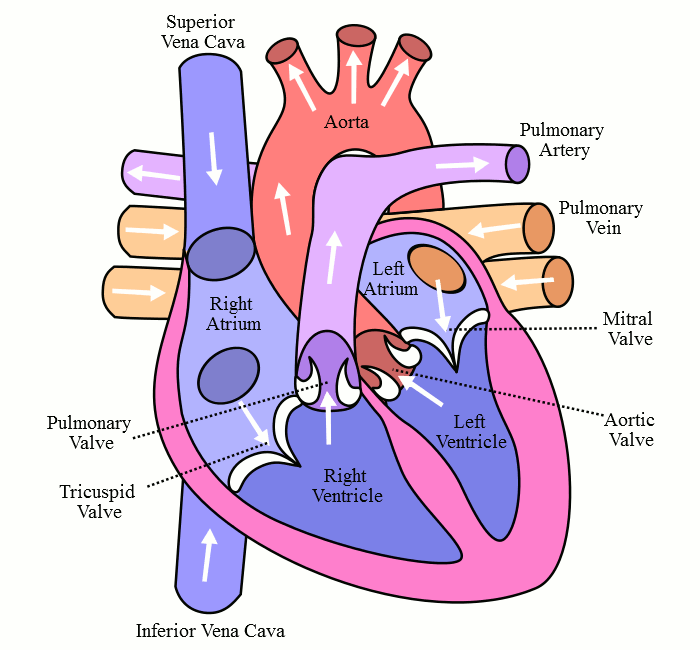 Superior
Vena Cava
Aorta
Pulmonary
Artery
Pulmonary
Vein
Left
Atrium
Right
Atrium
Mitral
Valve
Aortic
Valve
Left
Ventricle
Pulmonary
Valve
Right
Ventricle
Tricuspid
Valve
Inferior Vena Cava